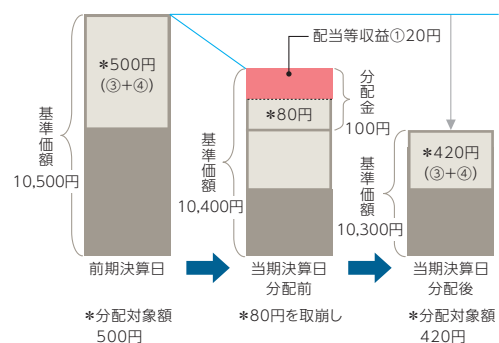 *500円
(③+④)
基準価額
10,500円
配当等収益①20円
*80円
分配金
100円
基準価額
10,400円
*420円
(③+④)
基準価額
10,300円
前期決算日
当期決算日
分配前
当期決算日
分配後
*分配対象額
500円
*80円を取崩し
*分配対象額
420円